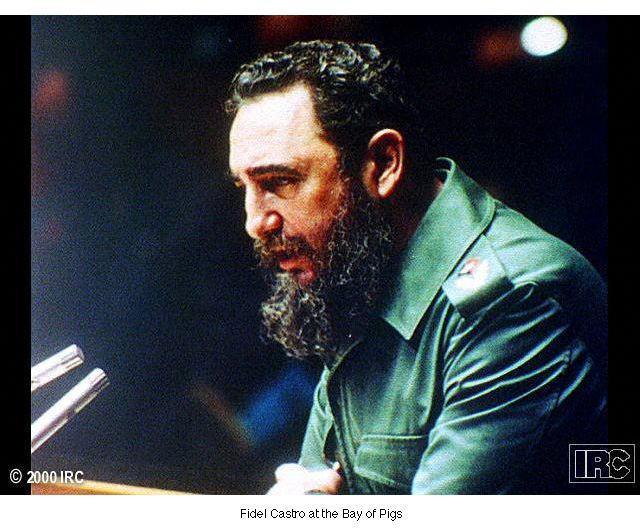 © 2000 IRC
IRC
Fidel Castro at the Bay of Pigs